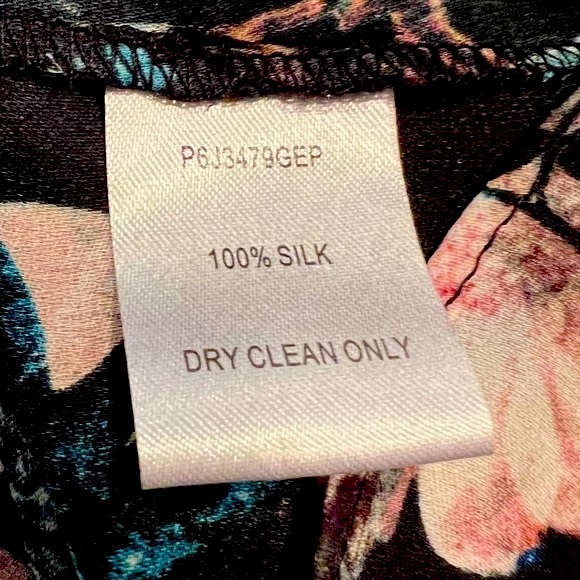 P6J3479GEP
100% SILK
DRY CLEAN ONLY